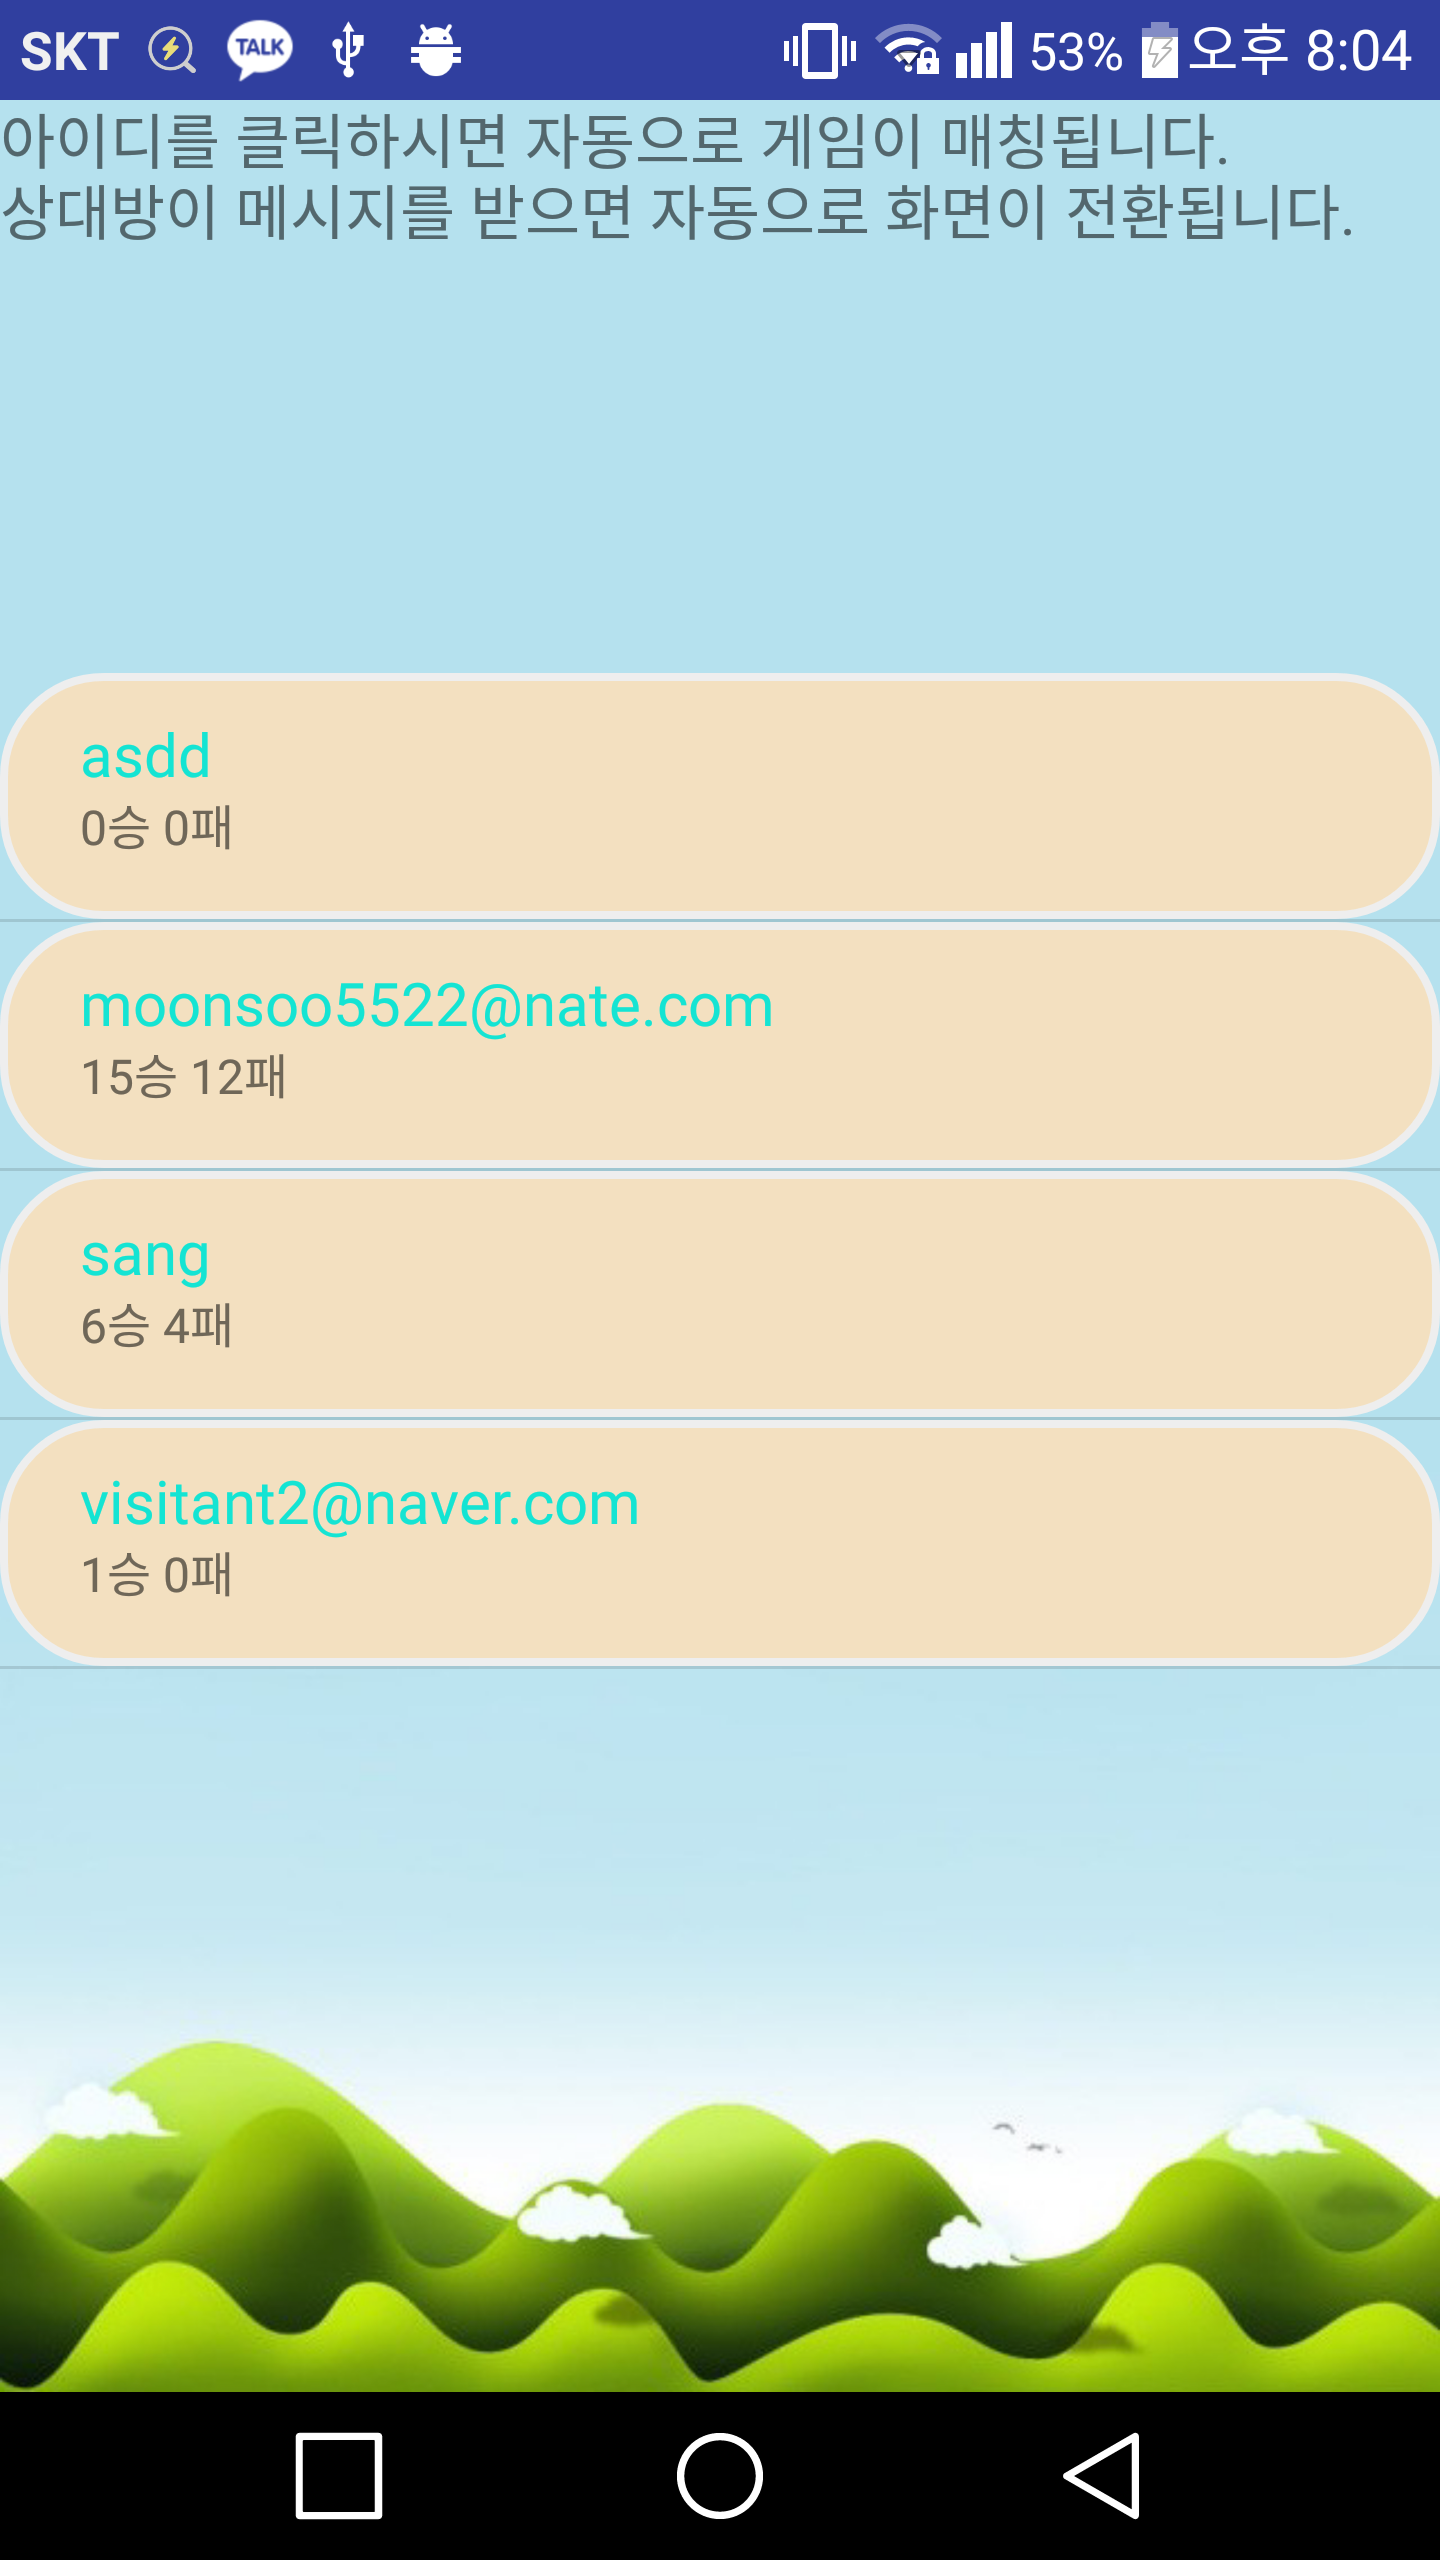 SKT TALK 53% 오후 8:04
아이디를 클릭하시면 자동으로 게임이 매칭됩니다.
상대방이 메시지를 받으면 자동으로 화면이 전환됩니다.
asdd
0승 0패
moonsoo5522@nate.com
15승 12패
sang
6승 4패
visitant2@naver.com
1승 0패